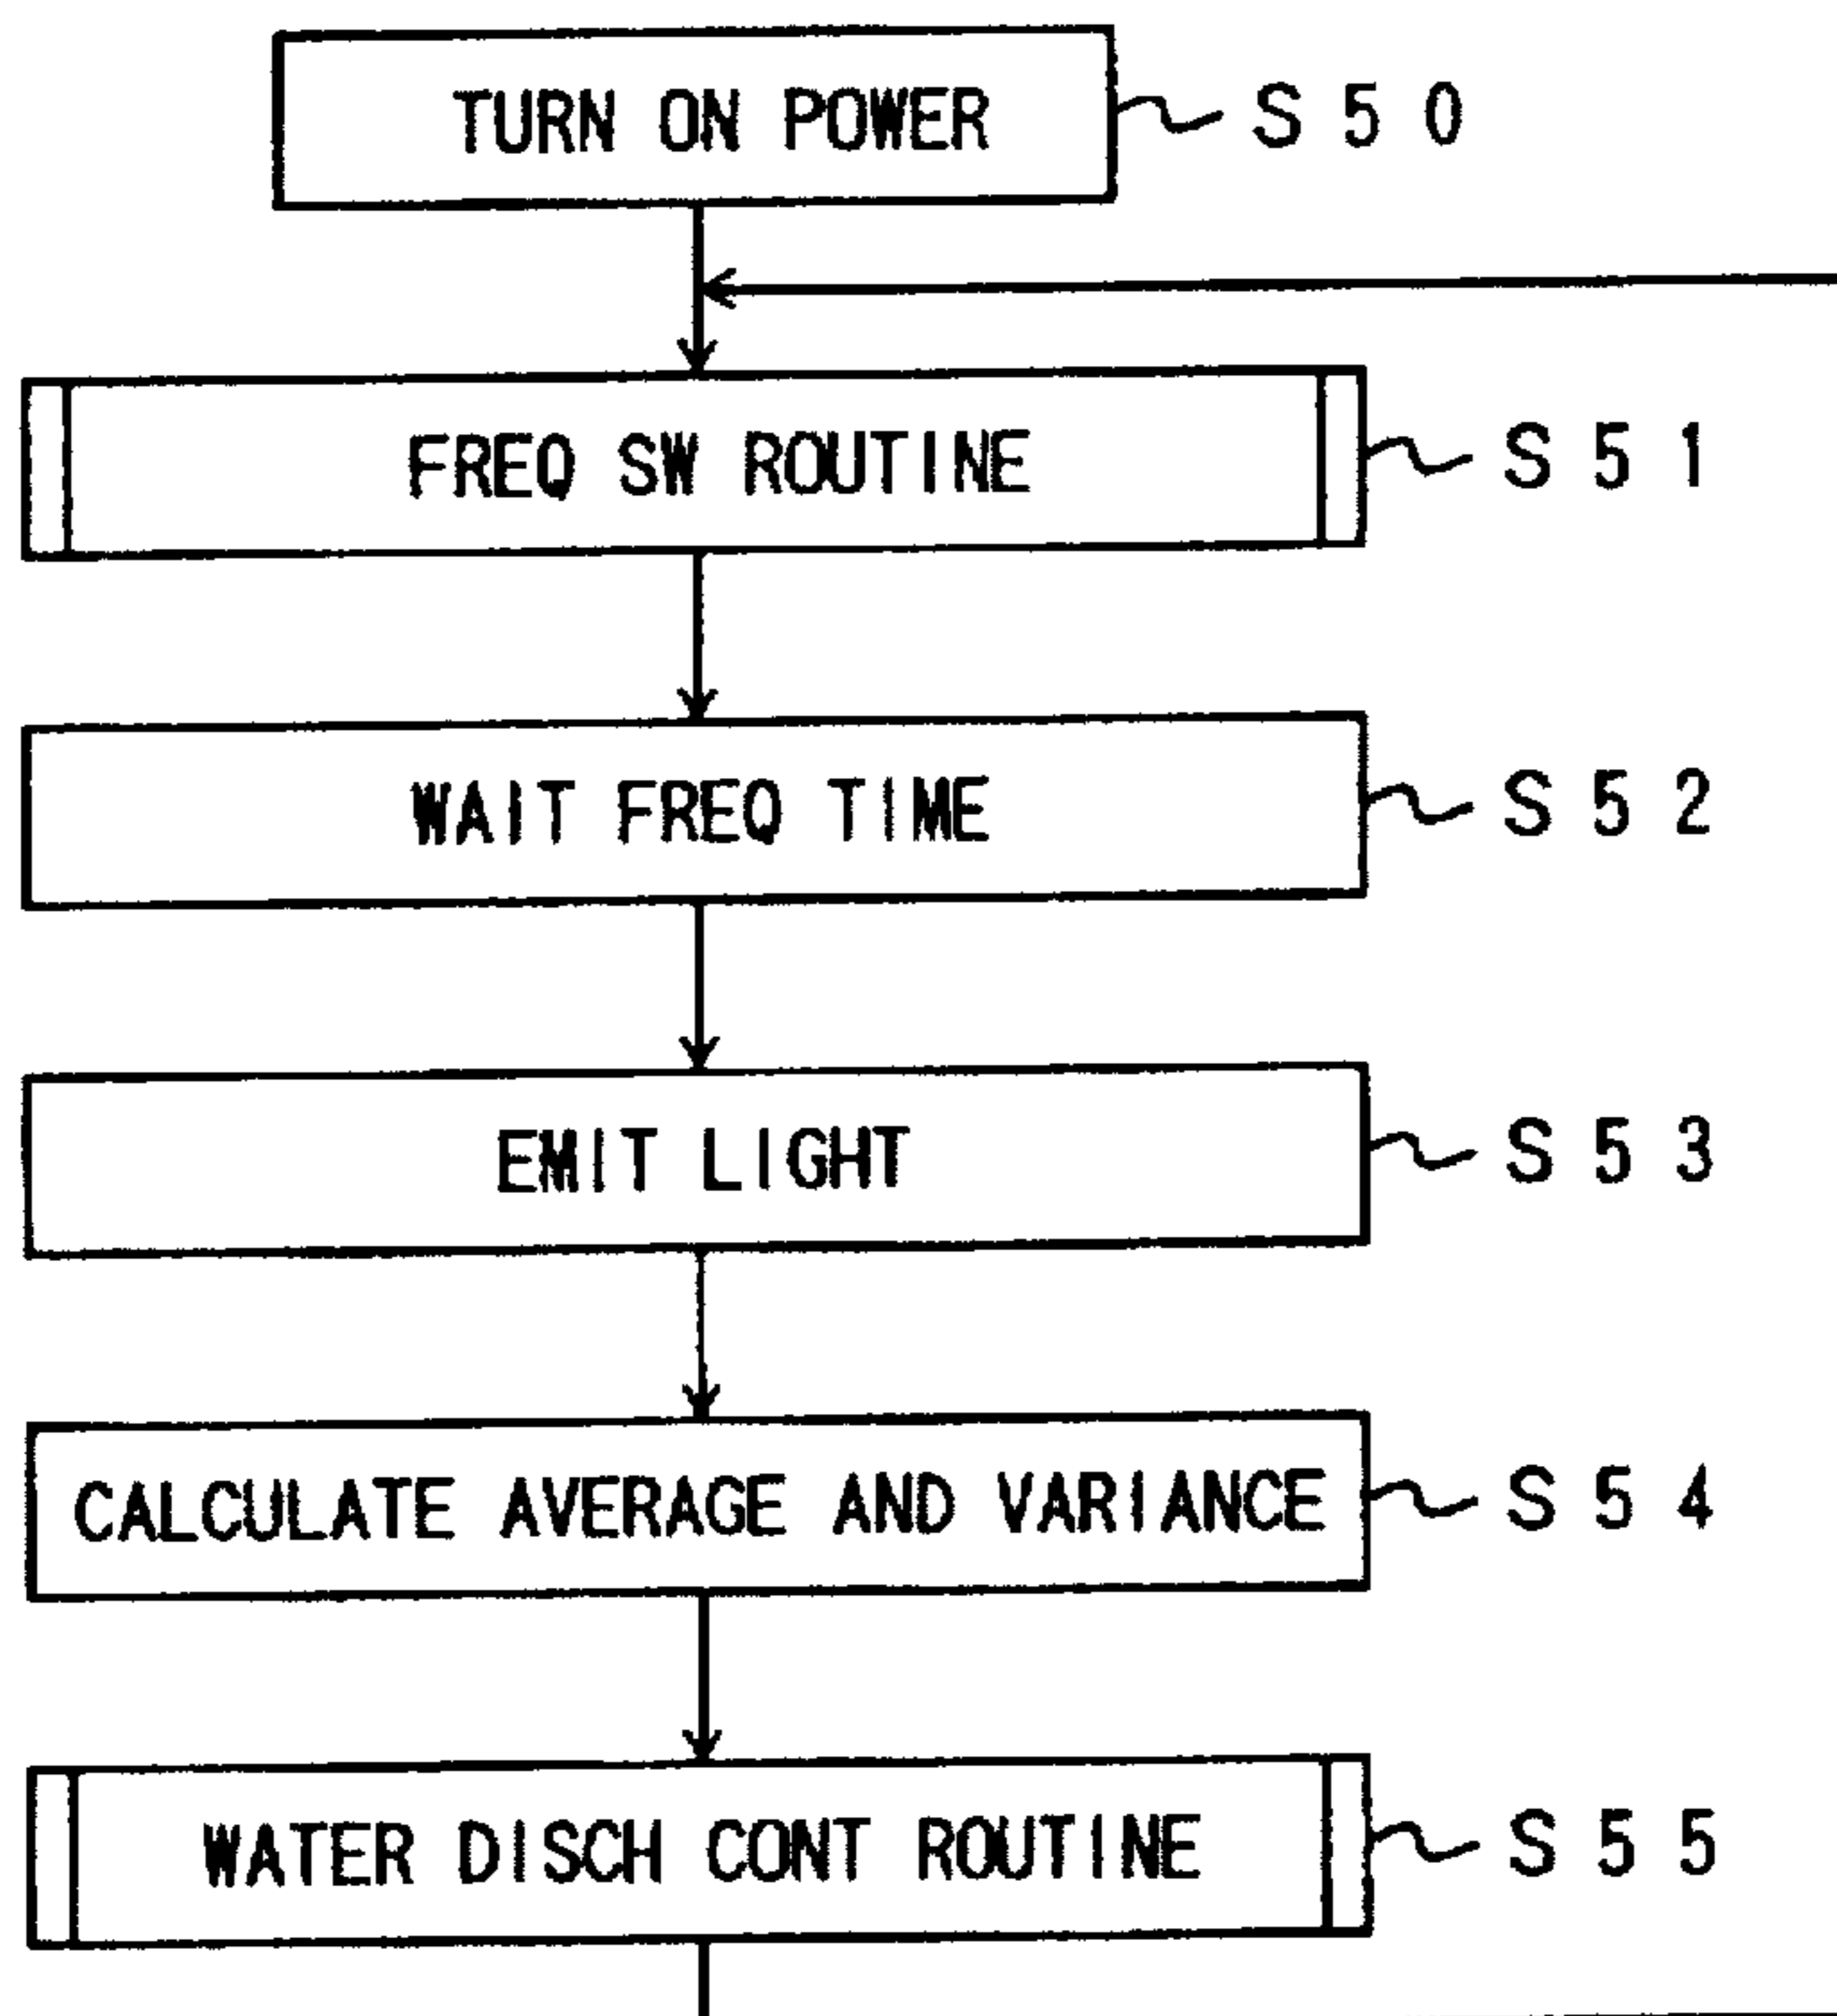 TURN ON POWER S50
FREQ SW ROUTINE S51
WAIT FREQ TIME S52
EMIT LIGHT S53
CALCULATE AVERAGE AND VARIANCE S54
WATER DISCH CONT ROUTINE S55